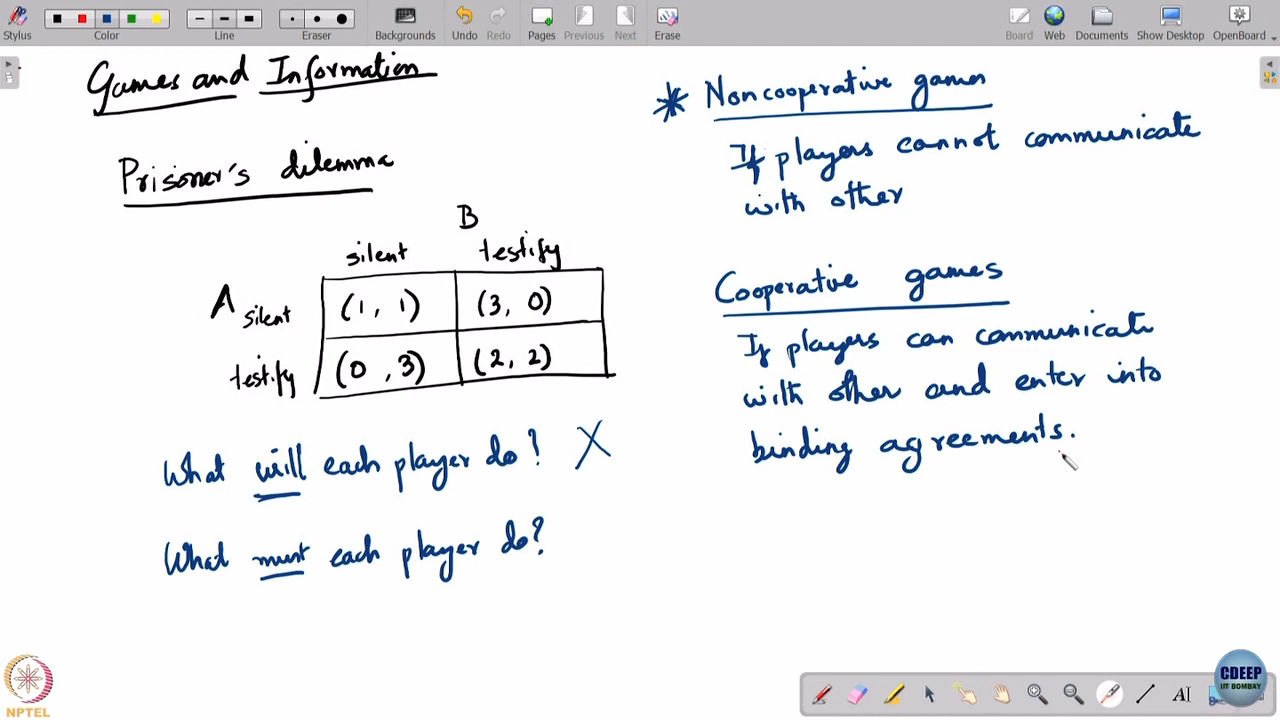 Stylus
Color
Line
Eraser
Backgrounds
Undo
Redo
Pages
Previous
Next
Erase
Board
Web
Documents
Show Desktop
OpenBoard
Games and Information
Prisoner's dilemma
B
silent testify
A silent (1, 1) (3, 0)
testify (0, 3) (2, 2)
What will each player do? X
What must each player do?
* Noncooperative games
If players cannot communicate
with other
Cooperative games
If players can communicate
with other and enter into
binding agreements.
NPTEL
CDEEP
IIT BOMBAY